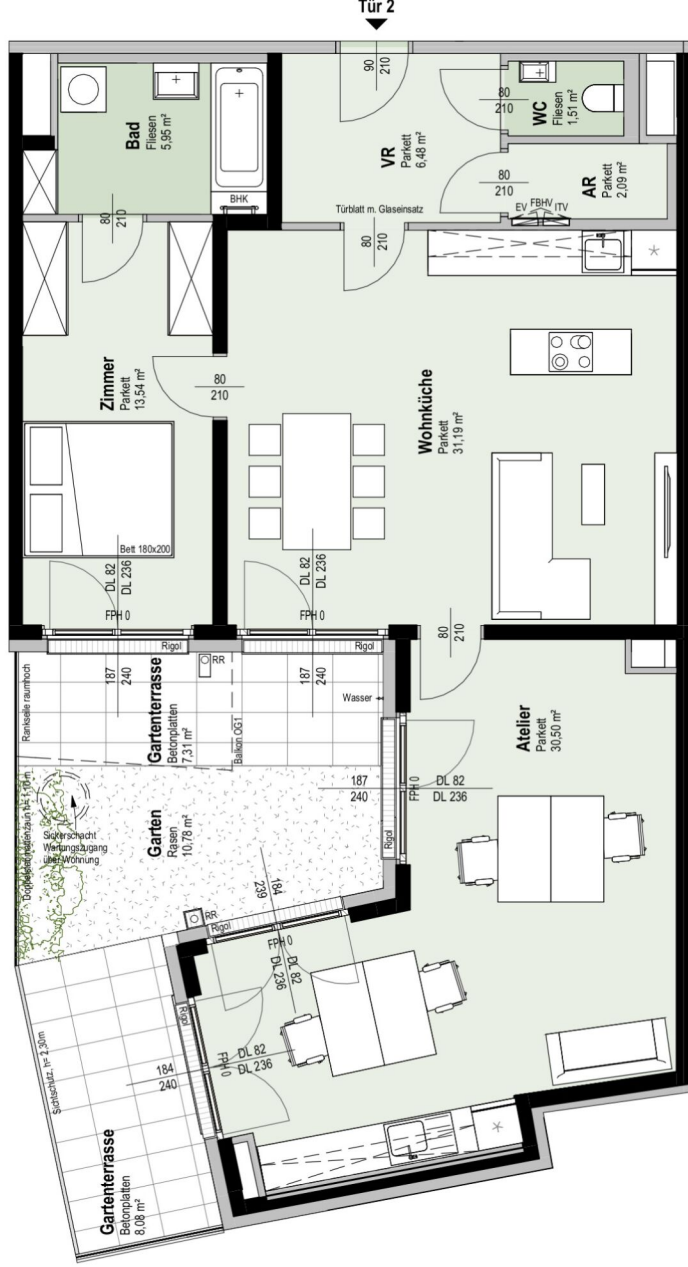 Tür 2
90
210
Bad
Fliesen
5,95 m²
BHK
VR
Parkett
6,48 m²
80
210
WC
Fliesen
1,51 m²
80
210
AR
Parkett
2,09 m²
EV FBHV ITV
Türblatt m. Glaseinsatz
80
210
80
210
Zimmer
Parkett
13,54 m²
80
210
Wohnküche
Parkett
31,19 m²
Bett 180x200
DL 82
DL 236
FPH 0
DL 82
DL 236
FPH 0
80
210
Rigol
Rigol
187
240
187
240
RR
Rankseile raumhoch
Gartenterrasse
Betonplatten
7,31 m²
Balkon OG1
Wasser
Atelier
Parkett
30,50 m²
187
240
FPH 0
DL 82
DL 236
Rigol
Doppelstabmattenzaun h= 1,10m
Sickerschacht
Wartungszugang
über Wohnung
Garten
Rasen
10,78 m²
184
239
RR
Rigol
FPH 0
DL 82
DL 236
Rigol
184
240
FPH 0
DL 82
DL 236
Sichtschutz, h= 2,30m
Gartenterrasse
Betonplatten
8,08 m²